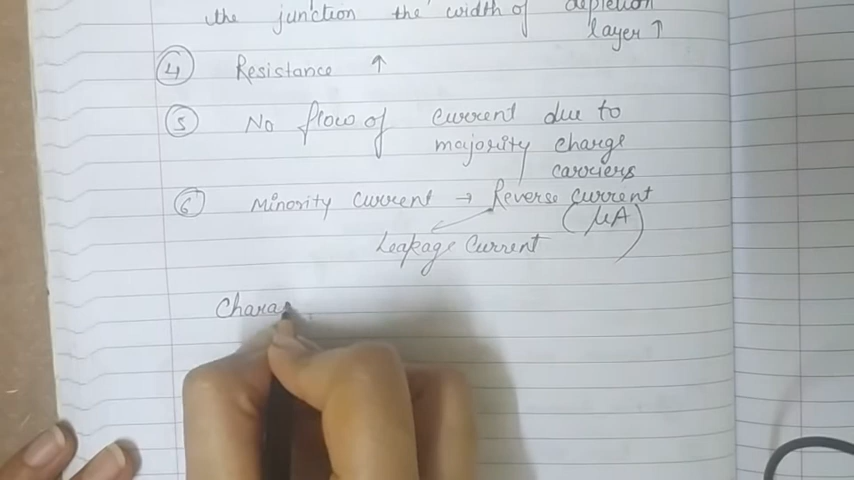 the junction the width of depletion
layer ↑
④ Resistance ↑
⑤ No flow of current due to
majority charge
carriers
⑥ Minority current → Reverse current
(μA)
Leakage Current
Chara